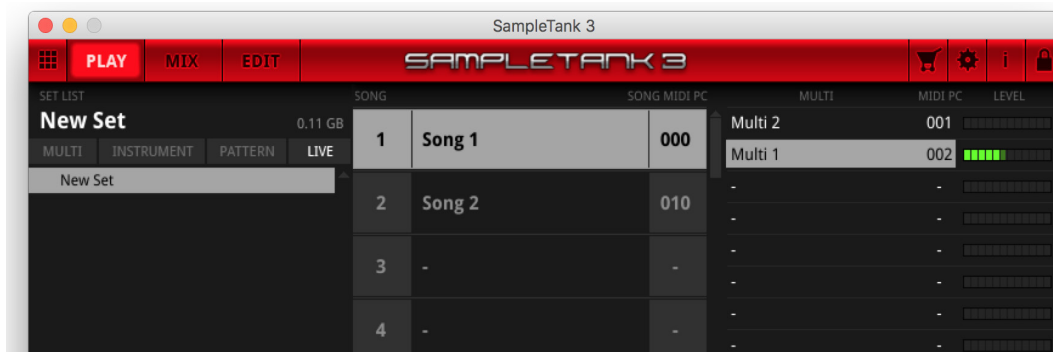 SampleTank 3
PLAY MIX EDIT SAMPLETANK 3 i
SET LIST SONG SONG MIDI PC MULTI MIDI PC LEVEL
New Set 0.11 GB
MULTI INSTRUMENT PATTERN LIVE
New Set
1 Song 1 000
2 Song 2 010
3 - -
4 - -
Multi 2 001
Multi 1 002
- -
- -
- -
- -
- -
- -